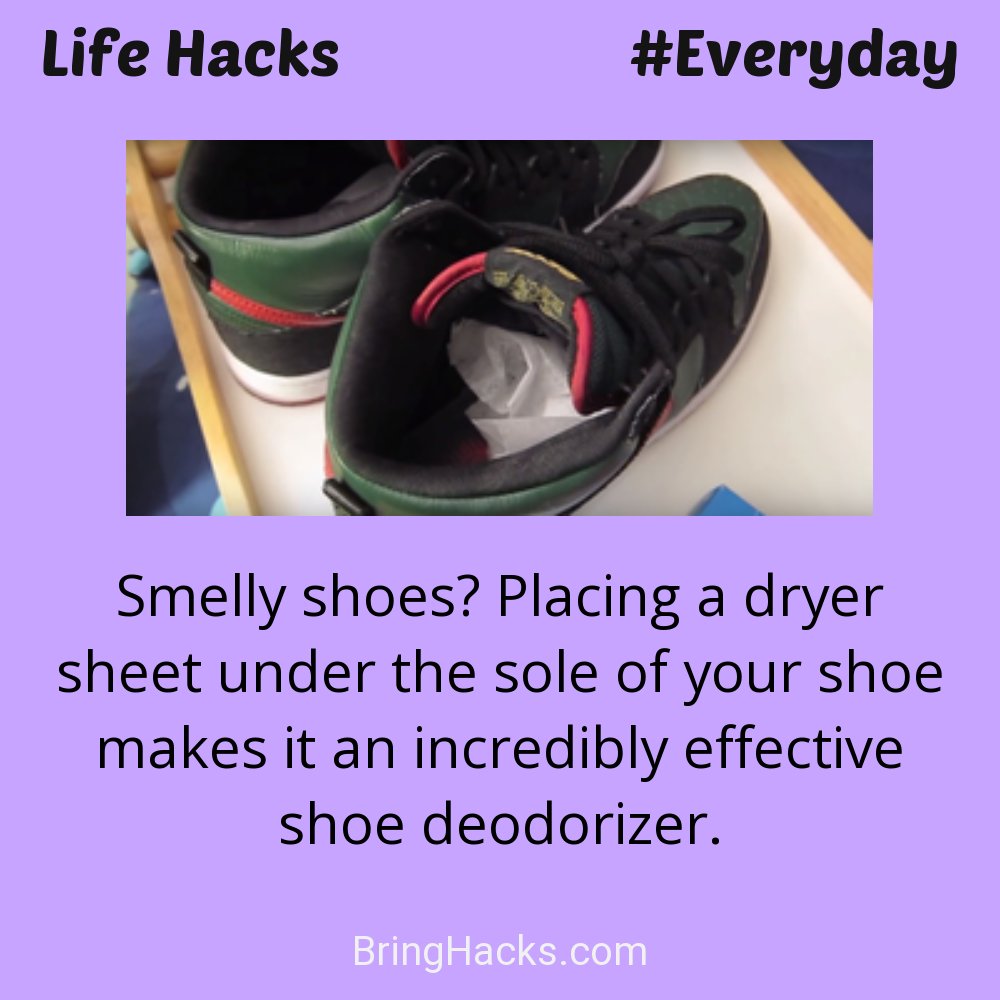 Life Hacks #Everyday
Smelly shoes? Placing a dryer
sheet under the sole of your shoe
makes it an incredibly effective
shoe deodorizer.
BringHacks.com